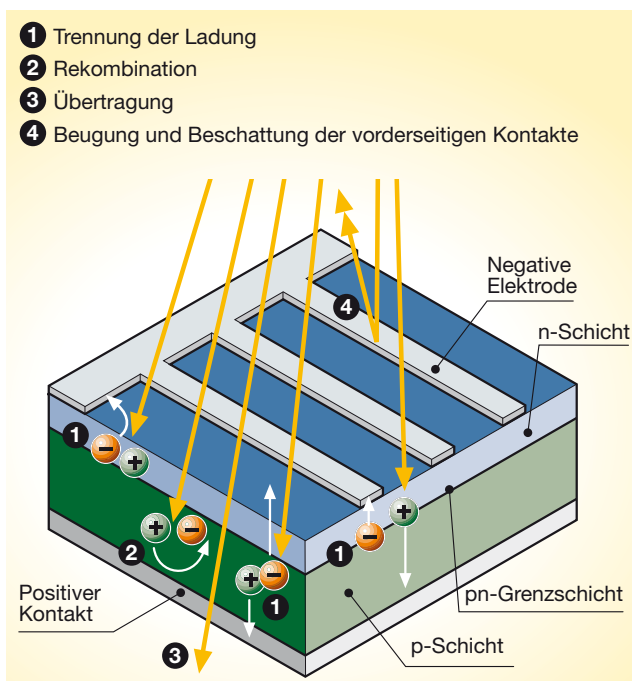 1 Trennung der Ladung
2 Rekombination
3 Übertragung
4 Beugung und Beschattung der vorderseitigen Kontakte
Negative
Elektrode
4
n-Schicht
1
+
+
+
2
1
+
1
Positiver
Kontakt
pn-Grenzschicht
3
p-Schicht